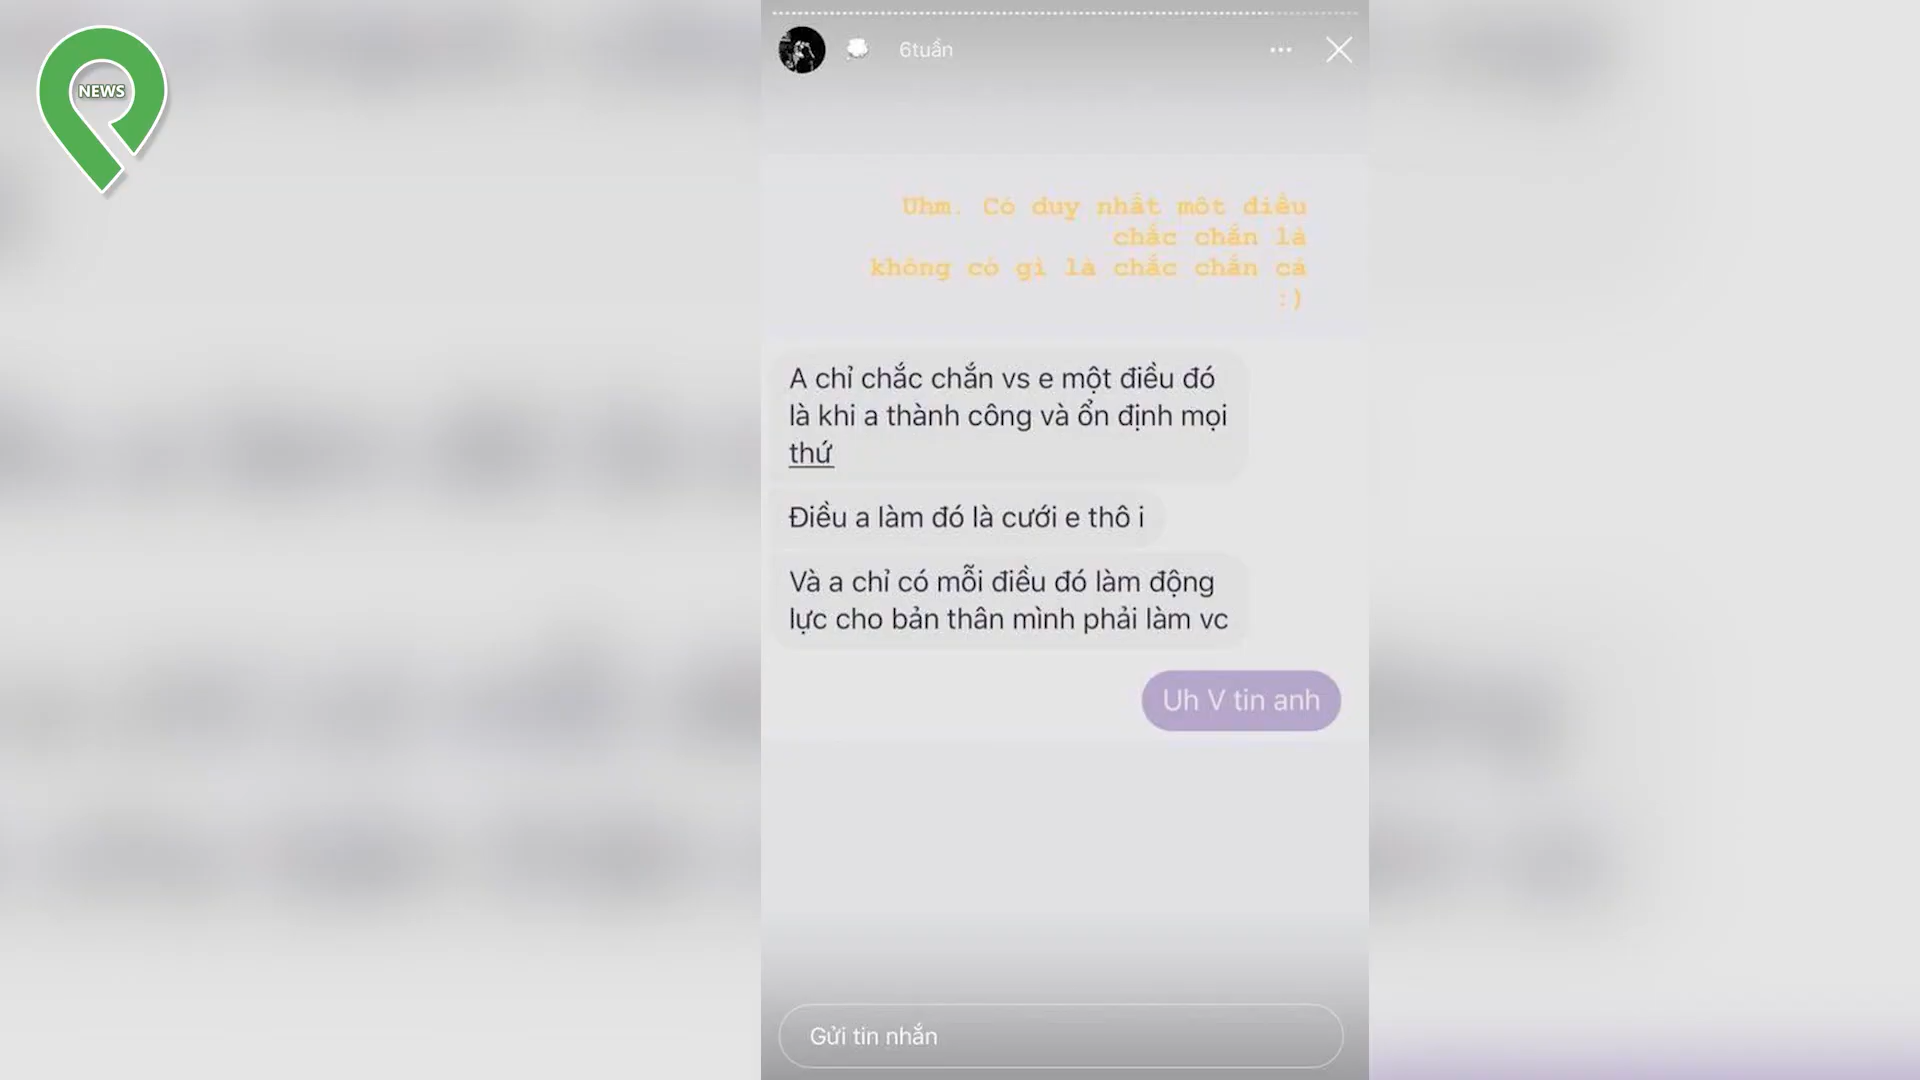 NEWS
6tuần
Uhm. Có duy nhất một điều
chắc chắn là
không có gì là chắc chắn cả
:)
A chỉ chắc chắn vs e một điều đó
là khi a thành công và ổn định mọi
thứ
Điều a làm đó là cưới e thô i
Và a chỉ có mỗi điều đó làm động
lực cho bản thân mình phải làm vc
Uh V tin anh
Gửi tin nhắn